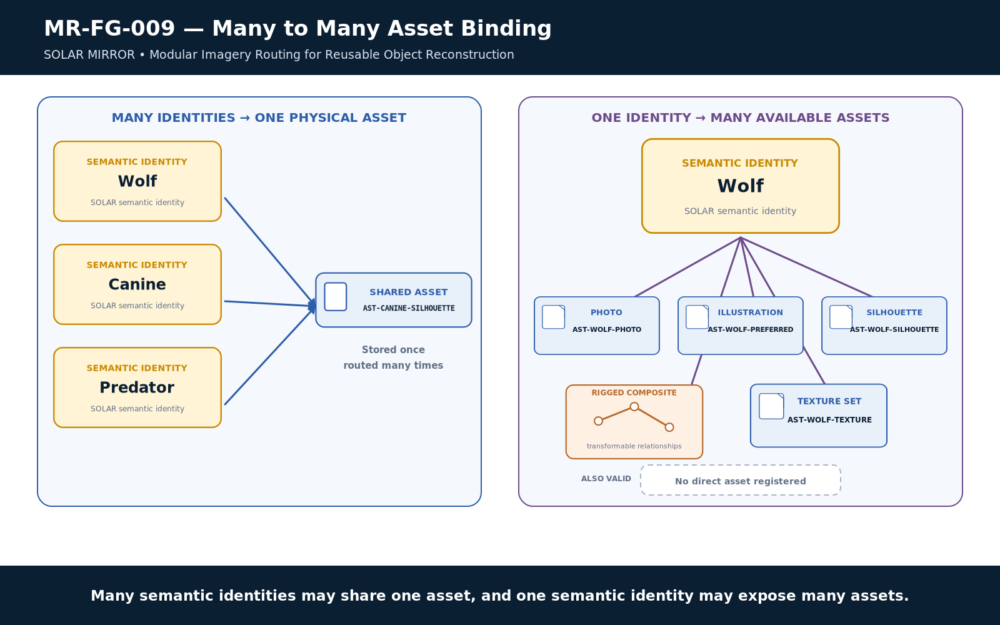 MR-FG-009 — Many to Many Asset Binding
SOLAR MIRROR • Modular Imagery Routing for Reusable Object Reconstruction
MANY IDENTITIES → ONE PHYSICAL ASSET
SEMANTIC IDENTITY
Wolf
SOLAR semantic identity
SEMANTIC IDENTITY
Canine
SOLAR semantic identity
SEMANTIC IDENTITY
Predator
SOLAR semantic identity
SHARED ASSET
AST-CANINE-SILHOUETTE
Stored once
routed many times
ONE IDENTITY → MANY AVAILABLE ASSETS
SEMANTIC IDENTITY
Wolf
SOLAR semantic identity
PHOTO
AST-WOLF-PHOTO
ILLUSTRATION
AST-WOLF-PREFERRED
SILHOUETTE
AST-WOLF-SILHOUETTE
RIGGED COMPOSITE
transformable relationships
TEXTURE SET
AST-WOLF-TEXTURE
ALSO VALID
No direct asset registered
Many semantic identities may share one asset, and one semantic identity may expose many assets.